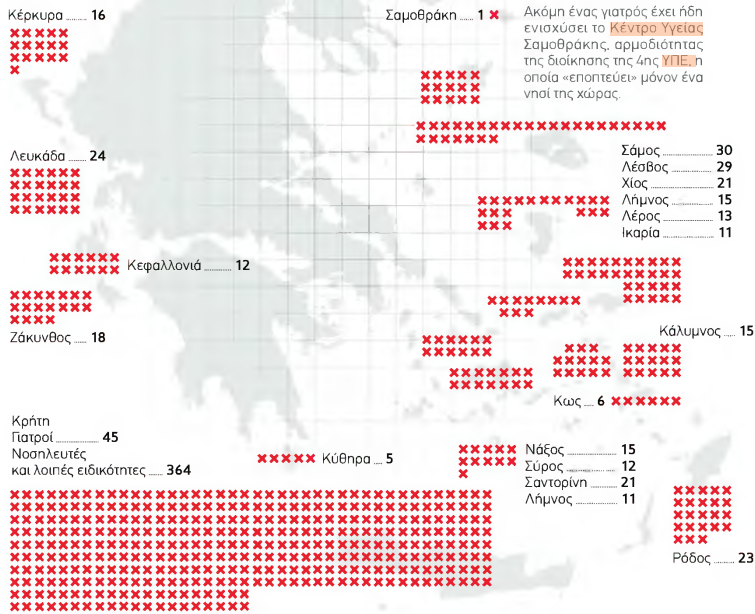 Κέρκυρα 16
Σαμοθράκη 1
Ακόμη ένας γιατρός έχει ήδη
ενισχύσει το Κέντρο Υγείας
Σαμοθράκης, αρμοδιότητας
της διοίκησης της 4ης ΥΠΕ, η
οποία «εποπτεύει» μόνον ένα
νησί της χώρας.
Λευκάδα 24
Σάμος 30
Λέσβος 29
Χίος 21
Λήμνος 15
Λέρος 13
Ικαρία 11
Κεφαλλονιά 12
Ζάκυνθος 18
Κάλυμνος 15
Κως 6
Κρήτη
Γιατροί 45
Νοσηλευτές
και λοιπές ειδικότητες 364
Κύθηρα 5
Νάξος 15
Σύρος 12
Σαντορίνη 21
Λήμνος 11
Ρόδος 23